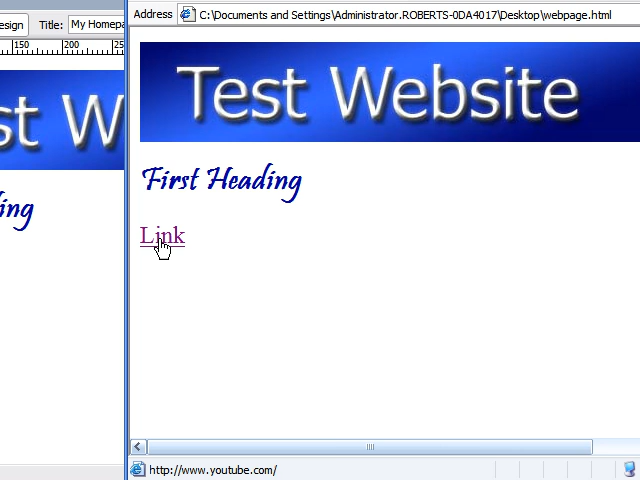 Address C:\Documents and Settings\Administrator.ROBERTS-0DA4017\Desktop\webpage.html
esign Title: My Homepa
150 200 25
st W
ing
Test Website
First Heading
Link
http://www.youtube.com/